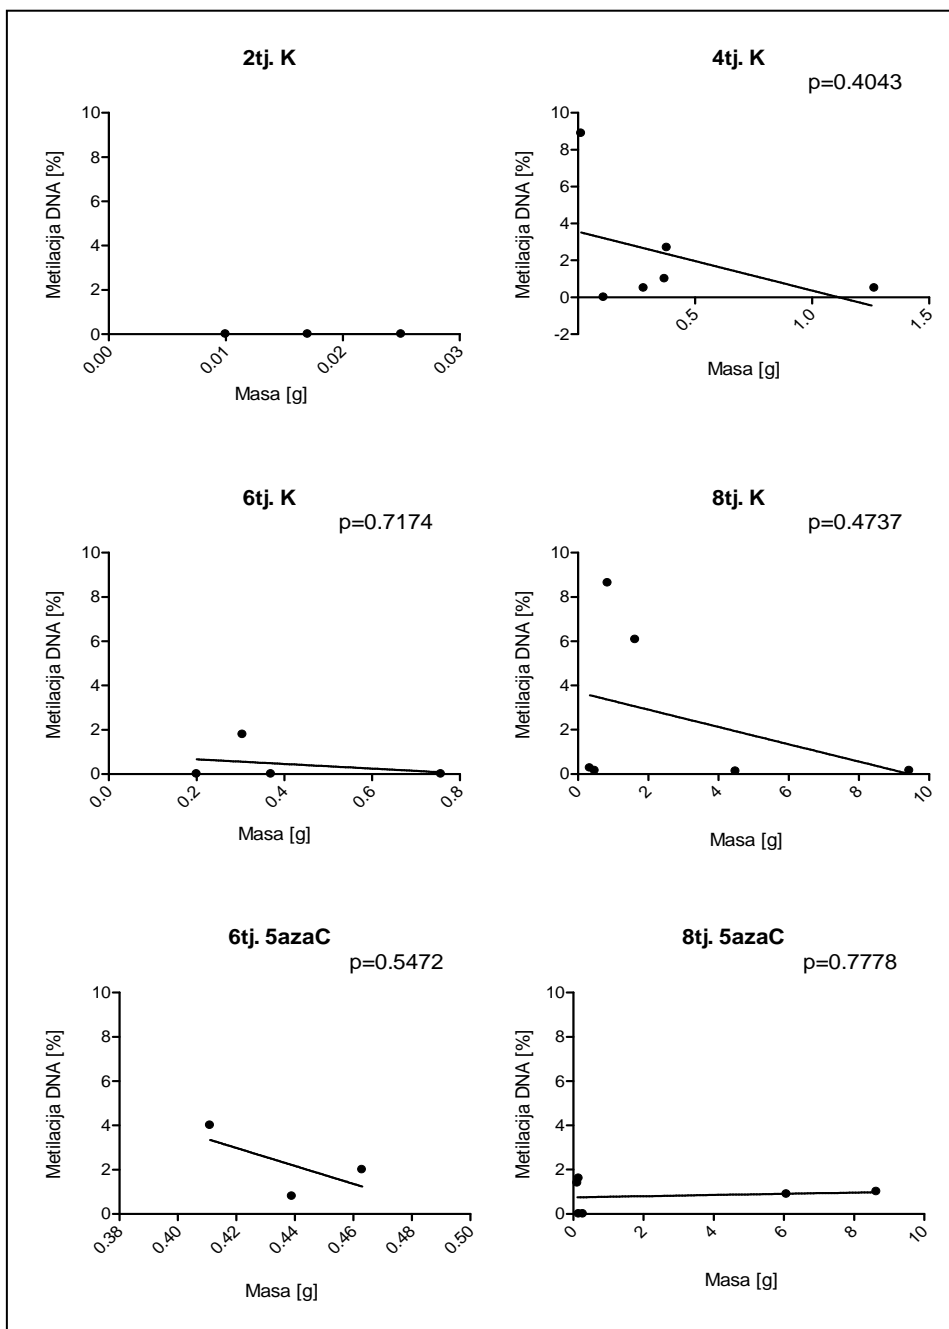 2tj. K
Metilacija DNA [%]
10
8
6
4
2
0
0.00
0.01
0.02
0.03
Masa [g]
4tj. K
p=0.4043
Metilacija DNA [%]
10
8
6
4
2
0
-2
0.5
1.0
1.5
Masa [g]
6tj. K
p=0.7174
Metilacija DNA [%]
10
8
6
4
2
0
0.0
0.2
0.4
0.6
0.8
Masa [g]
8tj. K
p=0.4737
Metilacija DNA [%]
10
8
6
4
2
0
0
2
4
6
8
10
Masa [g]
6tj. 5azaC
p=0.5472
Metilacija DNA [%]
10
8
6
4
2
0
0.38
0.40
0.42
0.44
0.46
0.48
0.50
Masa [g]
8tj. 5azaC
p=0.7778
Metilacija DNA [%]
10
8
6
4
2
0
0
2
4
6
8
10
Masa [g]